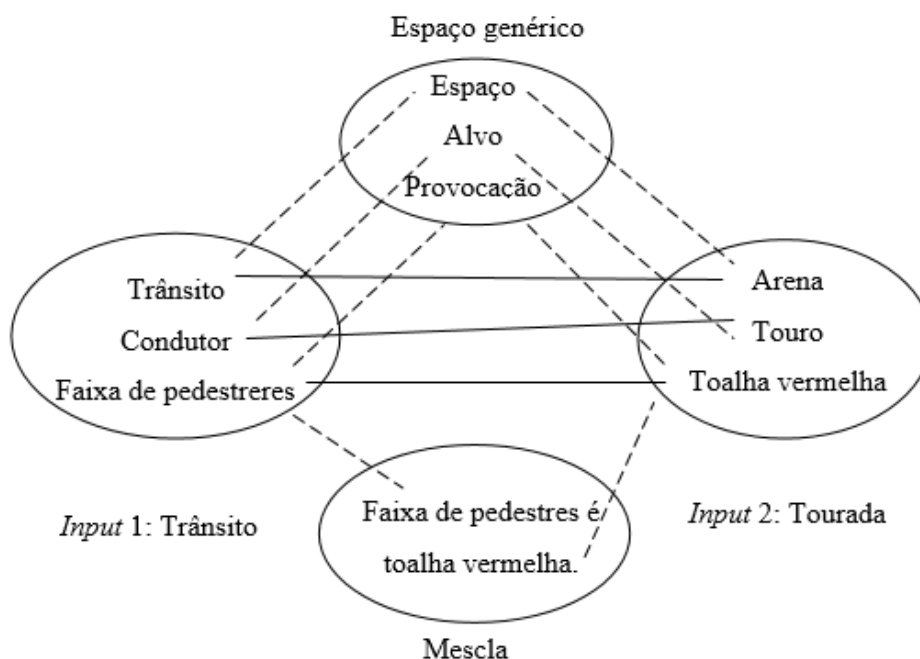 Espaço genérico
Espaço
Alvo
Provocação
Trânsito
Condutor
Faixa de pedestreres
Arena
Touro
Toalha vermelha
Input 1: Trânsito
Faixa de pedestres é
toalha vermelha.
Input 2: Tourada
Mescla